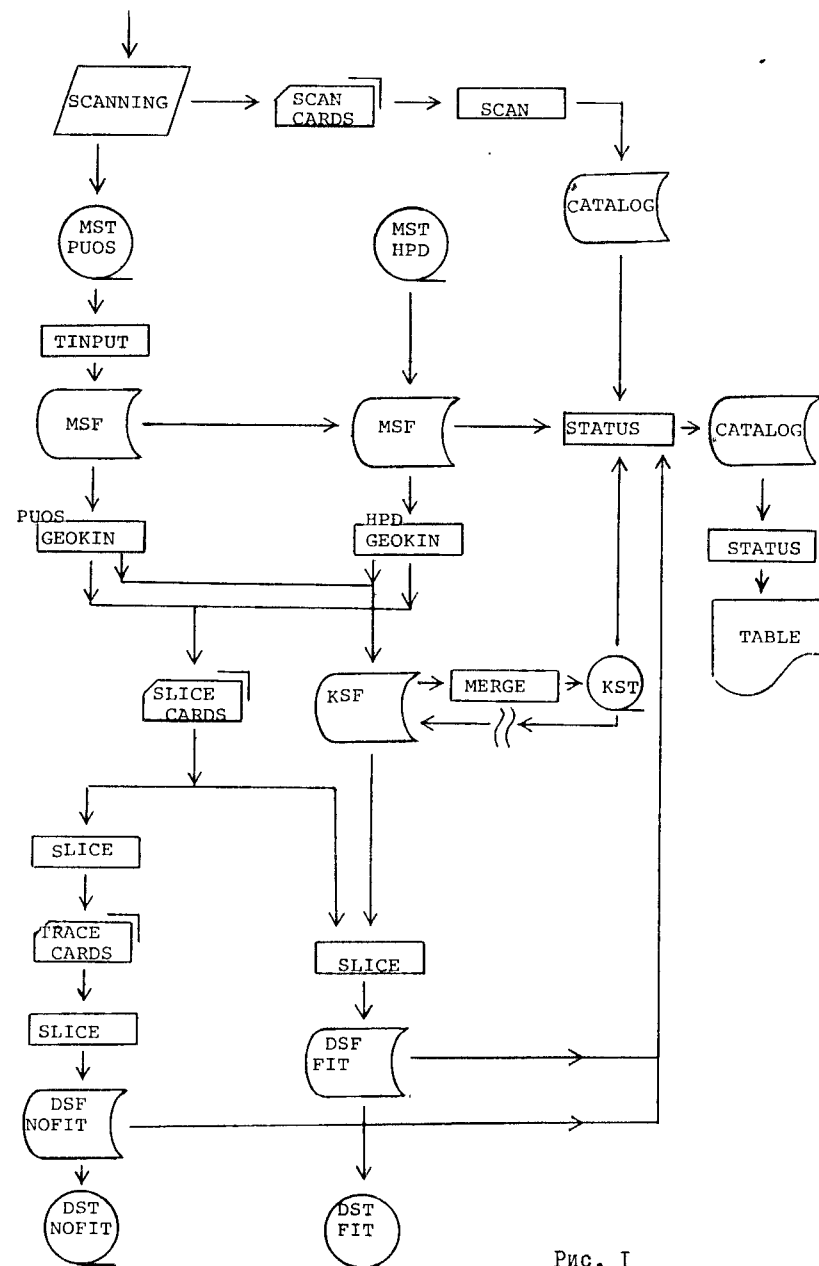 SCANNING
SCAN
CARDS
SCAN
CATALOG
MST
PUOS
MST
HPD
TINPUT
MSF
MSF
STATUS
CATALOG
PUOS
GEOKIN
HPD
GEOKIN
STATUS
TABLE
SLICE
CARDS
KSF
MERGE
KST
SLICE
TRACE
CARDS
SLICE
SLICE
DSF
FIT
DSF
NOFIT
DST
NOFIT
DST
FIT
Рис. I